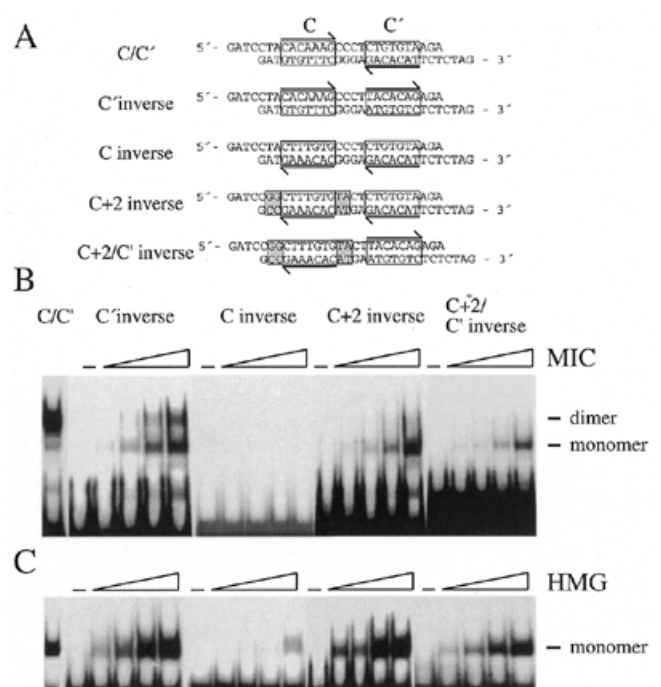 A
C C´
C/C´ 5´- GATCCTACACAAAGCCCTCTGTGTAAGA
GATGTGTTTCGGGAGACACATTCTCTAG - 3´
C´inverse 5´- GATCCTACACAAAGCCCTTACACAGAGA
GATGTGTTTCGGGAATGTGTCTCTCTAG - 3´
C inverse 5´- GATCCTACTTTGTGCCCTCTGTGTAAGA
GATGAAACACGGGAGACACATTCTCTAG - 3´
C+2 inverse 5´- GATCCGGCTTTGTGTACTCTGTGTAAGA
GCCGAAACACATGAGACACATTCTCTAG - 3´
C+2/C' inverse 5´- GATCCGGCTTTGTGTACTTACACAGAGA
GCCGAAACACATGAATGTGTCTCTCTAG - 3´
B
C/C' C´inverse C inverse C+2 inverse C+2/
C' inverse
– – – – MIC
– dimer
– monomer
C
– – – – HMG
– monomer